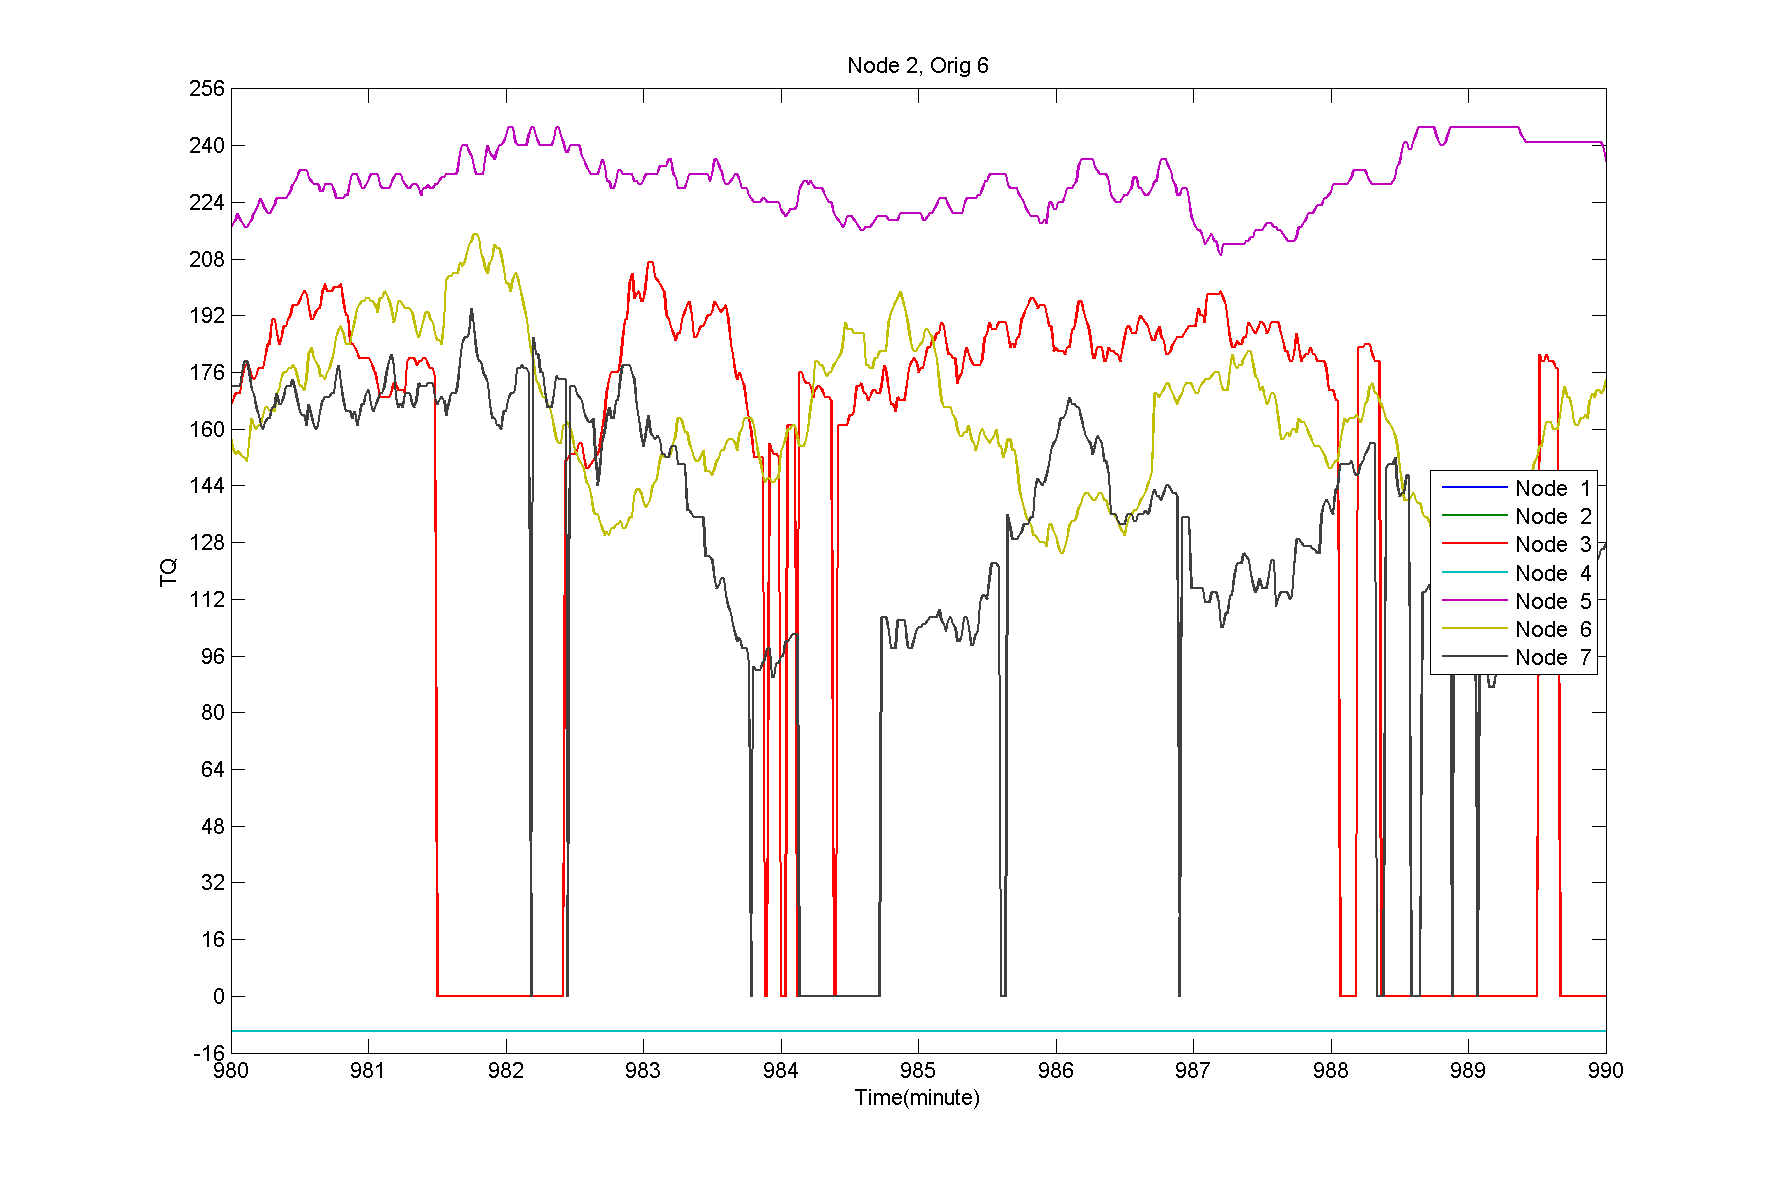 Node 2, Orig 6
256
240
224
208
192
176
160
144
128
112
96
80
64
48
32
16
0
-16
TQ
Node 1
Node 2
Node 3
Node 4
Node 5
Node 6
Node 7
980 981 982 983 984 985 986 987 988 989 990
Time(minute)